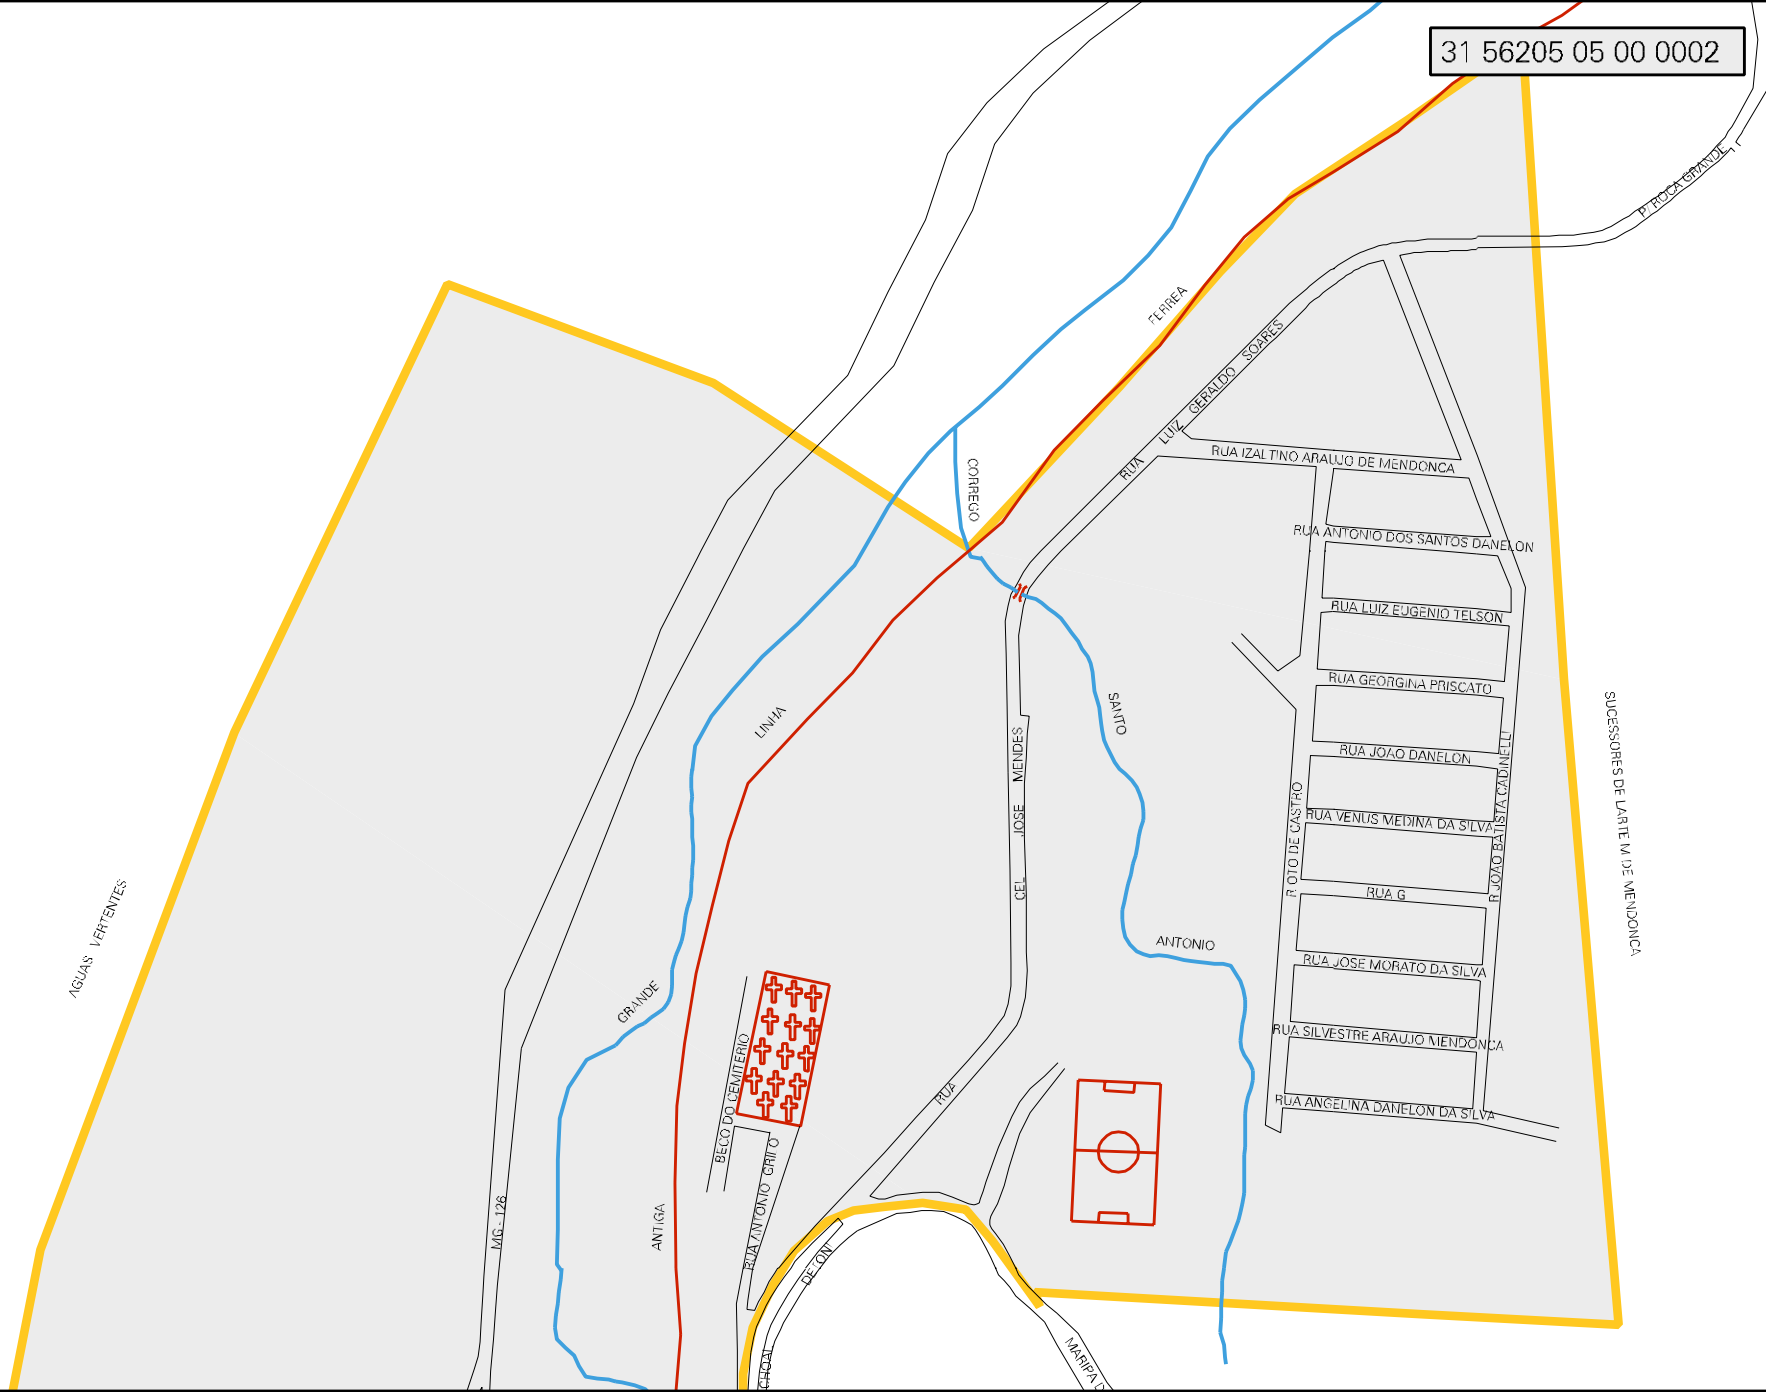 31 56205 05 00 0002
P/ ROCA GRANDE
FERREA
RUA LUIZ GERALDO SOARES
RUA IZALTINO ARAUJO DE MENDONCA
CORREGO
RUA ANTONIO DOS SANTOS DANELON
RUA LUIZ EUGENIO TELSON
RUA GEORGINA PRISCATO
SANTO
LINHA
RUA JOAO DANELON
RUA CEL JOSE MENDES
R OTO DE CASTRO
R JOAO BATISTA CADINELLI
SUCESSORES DE LARTE M DE MENDONCA
RUA VENUS MEDINA DA SILVA
RUA G
AGUAS VERTENTES
ANTONIO
RUA JOSE MORATO DA SILVA
GRANDE
RUA SILVESTRE ARAUJO MENDONCA
BECO DO CEMITERIO
RUA ANGELINA DANELON DA SILVA
RUA ANTONIO GRILO
MG - 126
ANTIGA
DETONI
CHOAL
MARIPA D